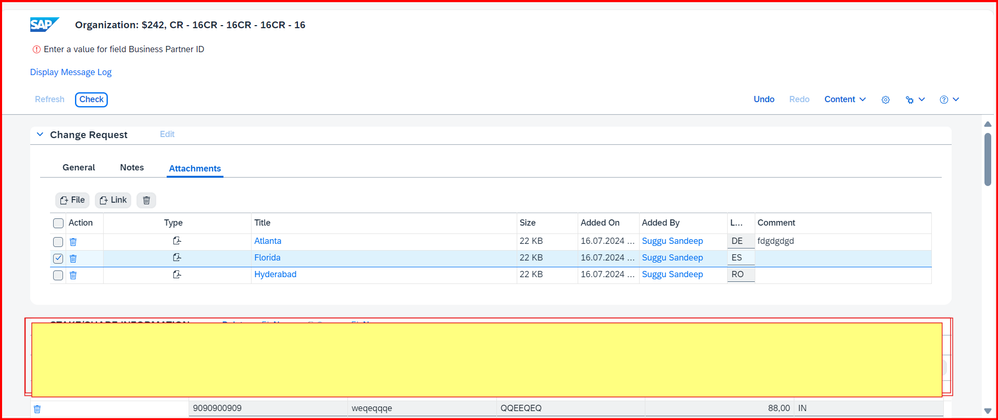 SAP Organization: $242, CR - 16CR - 16CR - 16CR - 16
Enter a value for field Business Partner ID
Display Message Log
Refresh Check Undo Redo Content
Change Request Edit
General Notes Attachments
File Link
Action Type Title Size Added On Added By L... Comment
Atlanta 22 KB 16.07.2024 ... Suggu Sandeep DE fdgdgdgd
Florida 22 KB 16.07.2024 ... Suggu Sandeep ES
Hyderabad 22 KB 16.07.2024 ... Suggu Sandeep RO
9090900909 weqeqqqe QQEEQEQ 88,00 IN